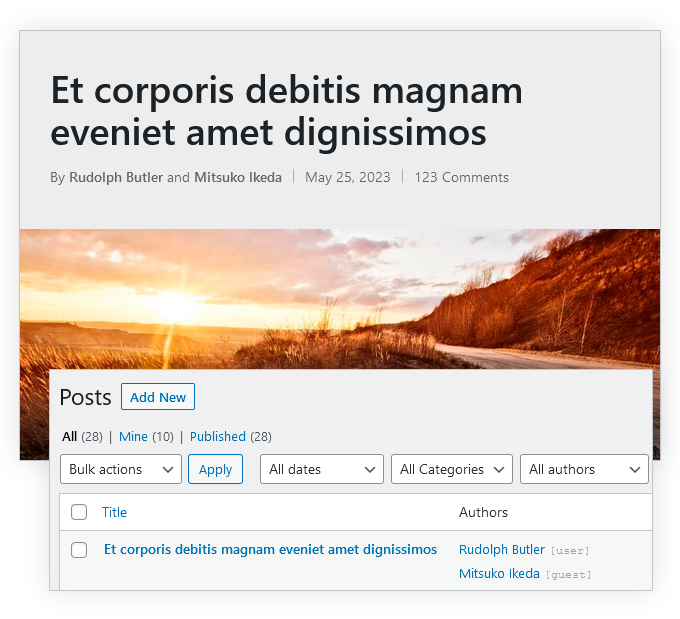 Et corporis debitis magnam
eveniet amet dignissimos
By Rudolph Butler and Mitsuko Ikeda | May 25, 2023 | 123 Comments
Posts Add New
All (28) | Mine (10) | Published (28)
Bulk actions Apply All dates All Categories All authors
Title Authors
Et corporis debitis magnam eveniet amet dignissimos Rudolph Butler [user]
Mitsuko Ikeda [guest]